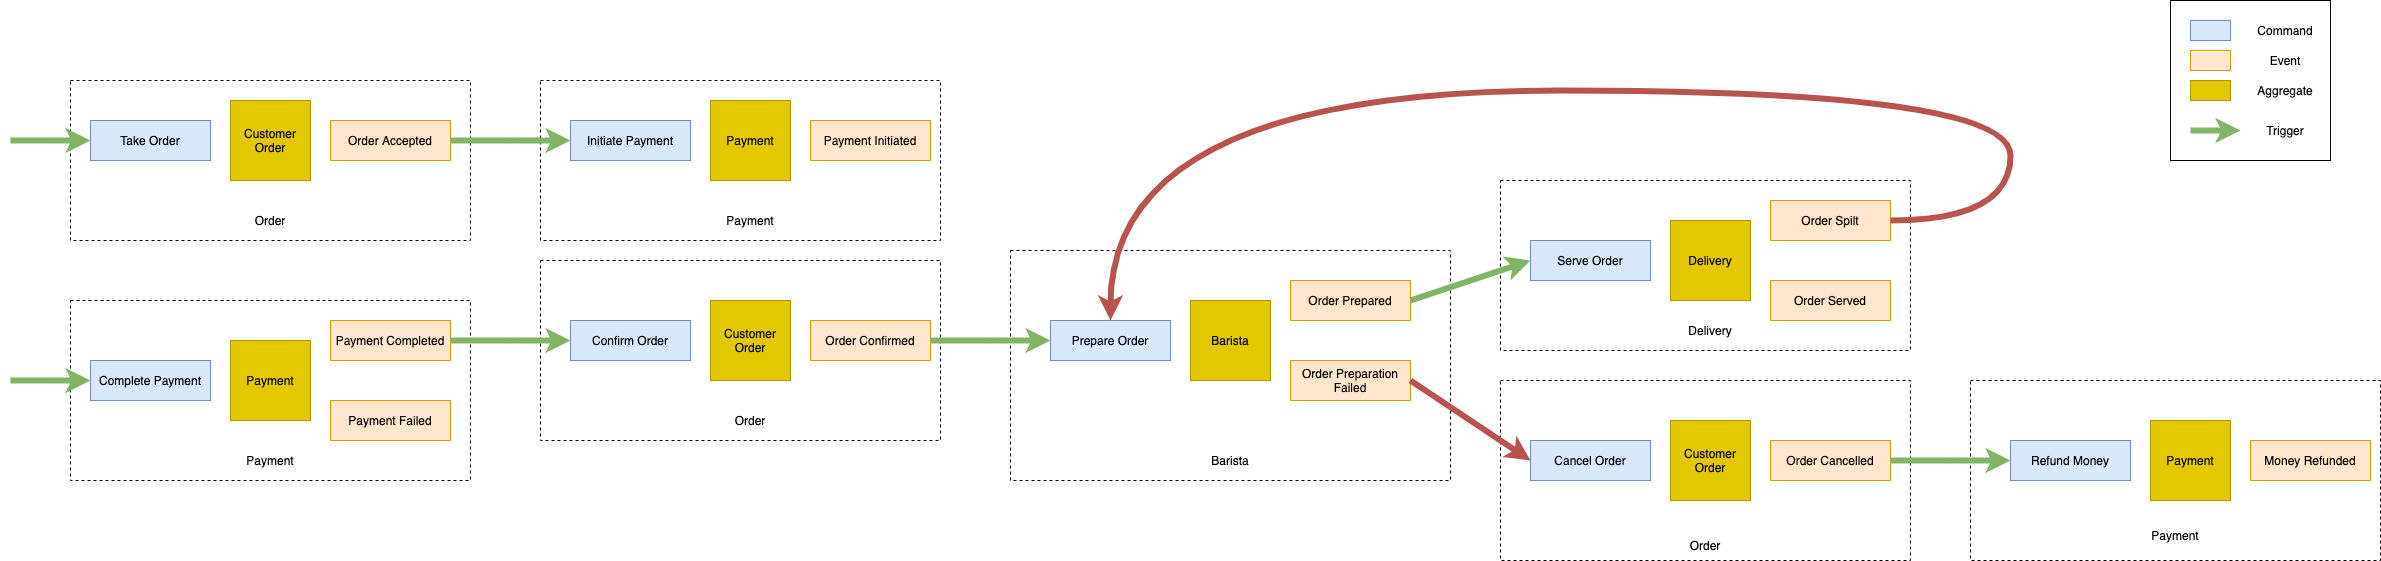 Command
Event
Aggregate
Trigger
Take Order
Customer
Order
Order Accepted
Order
Initiate Payment
Payment
Payment Initiated
Payment
Complete Payment
Payment
Payment Completed
Payment Failed
Payment
Confirm Order
Customer
Order
Order Confirmed
Order
Prepare Order
Barista
Order Prepared
Order Preparation
Failed
Barista
Serve Order
Delivery
Order Spilt
Order Served
Delivery
Cancel Order
Customer
Order
Order Cancelled
Order
Refund Money
Payment
Money Refunded
Payment